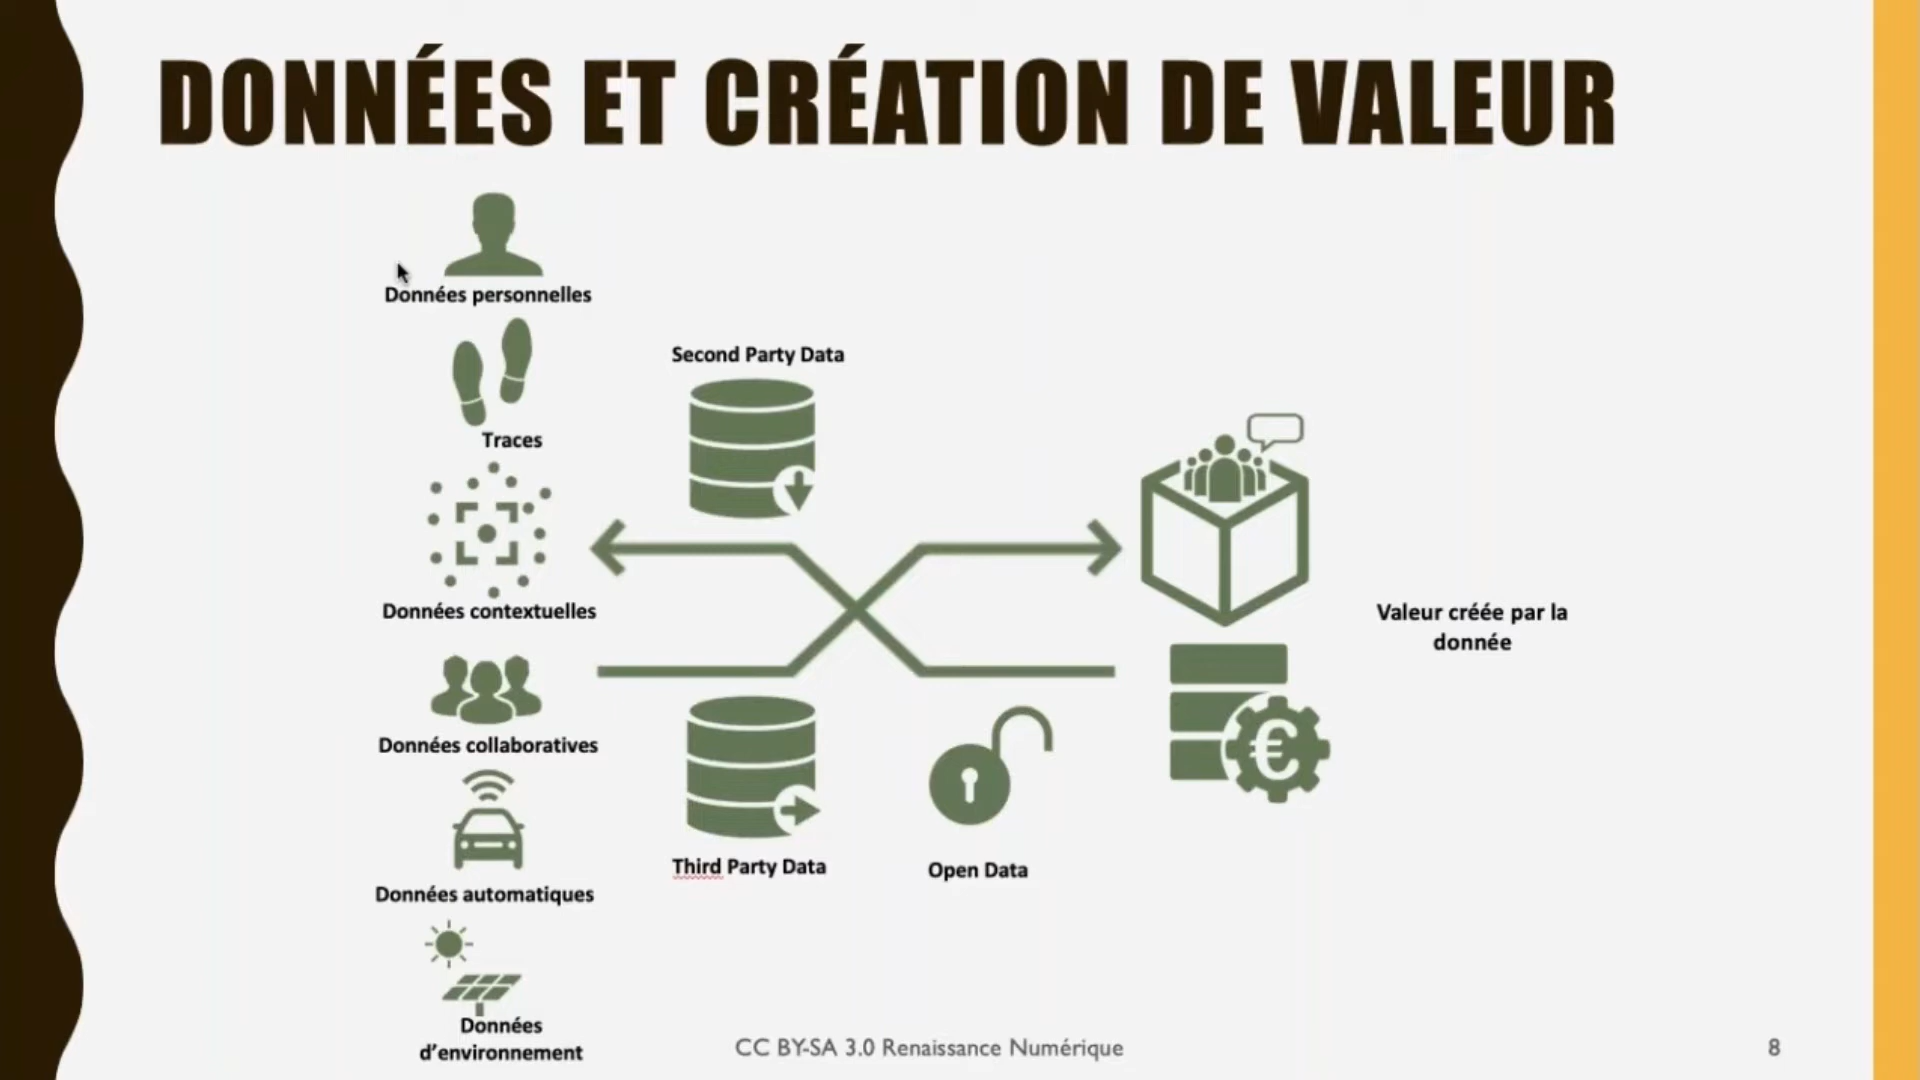 DONNÉES ET CRÉATION DE VALEUR
Données personnelles
Traces
Données contextuelles
Données collaboratives
Données automatiques
Données
d'environnement
Second Party Data
Third Party Data
Open Data
€
Valeur créée par la
donnée
CC BY-SA 3.0 Renaissance Numérique
8